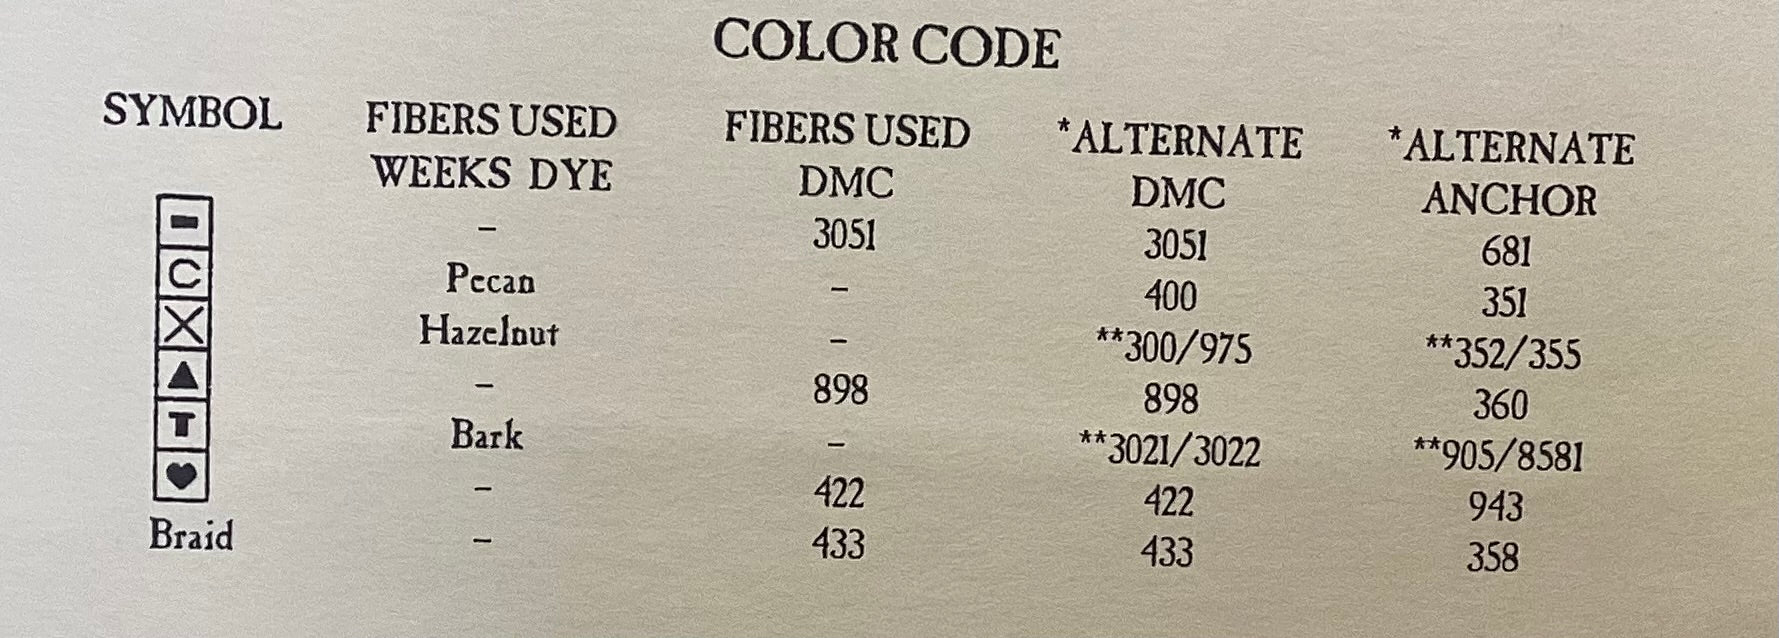 COLOR CODE
SYMBOL FIBERS USED WEEKS DYE FIBERS USED DMC *ALTERNATE DMC *ALTERNATE ANCHOR
– 3051 3051 681
C Pecan – 400 351
X Hazelnut – **300/975 **352/355
– 898 898 360
T Bark – **3021/3022 **905/8581
– 422 422 943
Braid – 433 433 358